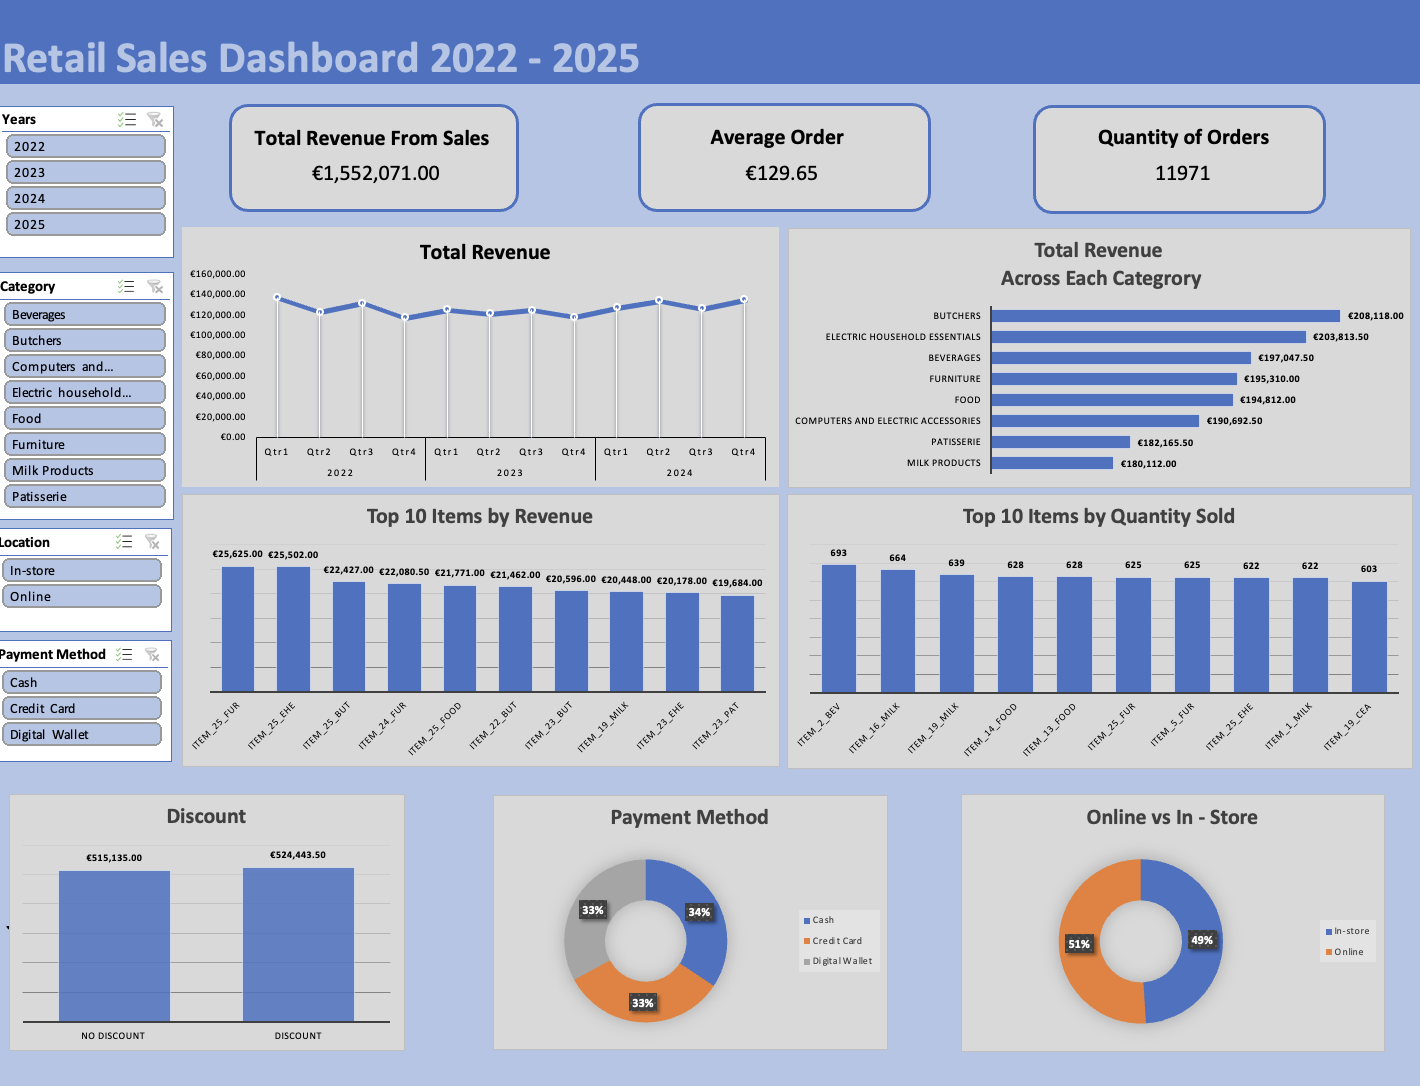 Retail Sales Dashboard 2022 - 2025
Years
2022
2023
2024
2025
Category
Beverages
Butchers
Computers and...
Electric household...
Food
Furniture
Milk Products
Patisserie
Location
In-store
Online
Payment Method
Cash
Credit Card
Digital Wallet
Total Revenue From Sales
€1,552,071.00
Average Order
€129.65
Quantity of Orders
11971
Total Revenue
€160,000.00
€140,000.00
€120,000.00
€100,000.00
€80,000.00
€60,000.00
€40,000.00
€20,000.00
€0.00
Qtr1 Qtr2 Qtr3 Qtr4 Qtr1 Qtr2 Qtr3 Qtr4 Qtr1 Qtr2 Qtr3 Qtr4
2022 2023 2024
Total Revenue
Across Each Categrory
BUTCHERS €208,118.00
ELECTRIC HOUSEHOLD ESSENTIALS €203,813.50
BEVERAGES €197,047.50
FURNITURE €195,310.00
FOOD €194,812.00
COMPUTERS AND ELECTRIC ACCESSORIES €190,692.50
PATISSERIE €182,165.50
MILK PRODUCTS €180,112.00
Top 10 Items by Revenue
€25,625.00 €25,502.00 €22,427.00 €22,080.50 €21,771.00 €21,462.00 €20,596.00 €20,448.00 €20,178.00 €19,684.00
ITEM_25_FUR ITEM_25_EHE ITEM_25_BUT ITEM_24_FUR ITEM_25_FOOD ITEM_22_BUT ITEM_23_BUT ITEM_19_MILK ITEM_23_EHE ITEM_23_PAT
Top 10 Items by Quantity Sold
693 664 639 628 628 625 625 622 622 603
ITEM_2_BEV ITEM_16_MILK ITEM_19_MILK ITEM_14_FOOD ITEM_13_FOOD ITEM_25_FUR ITEM_5_FUR ITEM_25_EHE ITEM_1_MILK ITEM_19_CEA
Discount
€515,135.00 €524,443.50
NO DISCOUNT DISCOUNT
Payment Method
33% 34%
33%
Cash
Credit Card
Digital Wallet
Online vs In - Store
51% 49%
In-store
Online